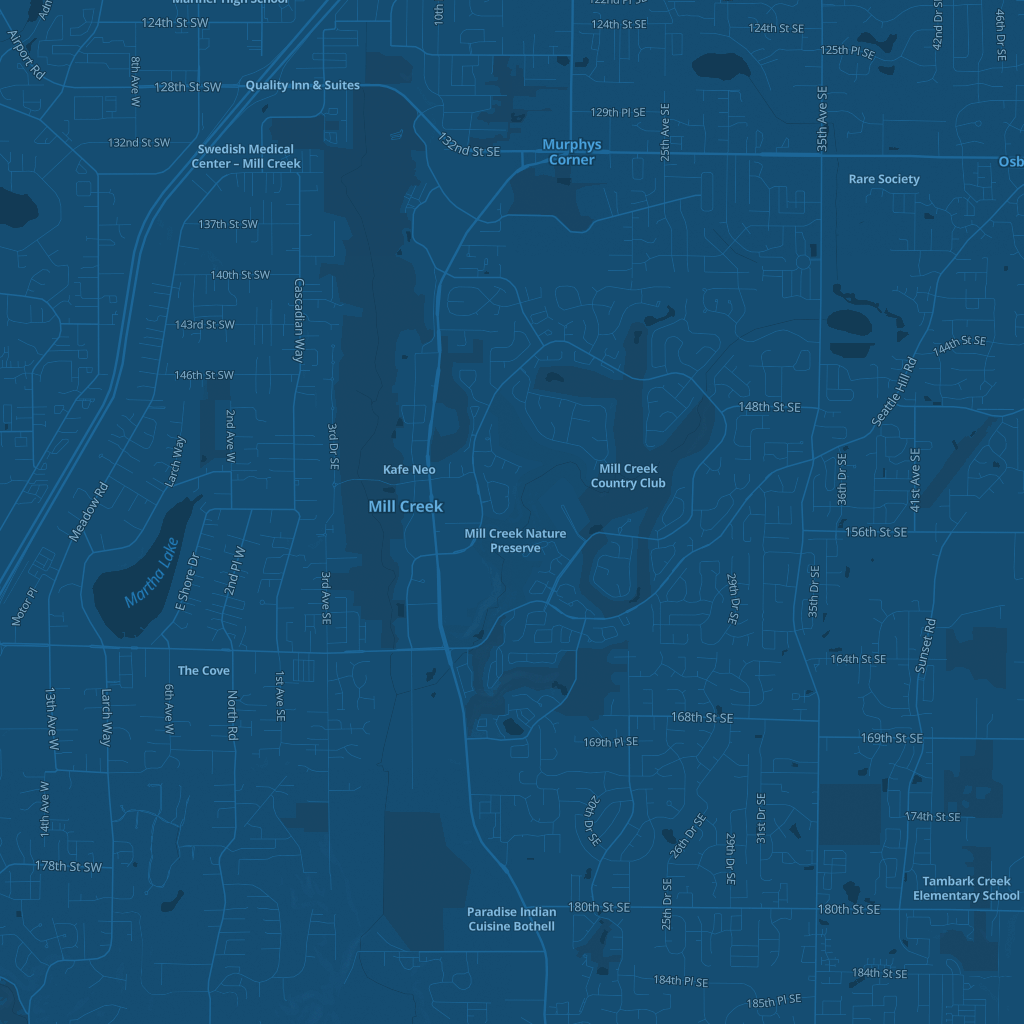 Mariner High School
122nd Pl SE
10th
124th St SW
124th St SE
124th St SE
42nd Dr SE
46th Dr SE
Airport Rd
125th Pl SE
8th Ave W
128th St SW
Quality Inn & Suites
129th Pl SE
25th Ave SE
35th Ave SE
132nd St SW
Swedish Medical
Center – Mill Creek
132nd St SE
Murphys
Corner
Osb
Rare Society
137th St SW
140th St SW
Cascadian Way
143rd St SW
144th St SE
146th St SW
Seattle Hill Rd
148th St SE
2nd Ave W
3rd Dr SE
Larch Way
Kafe Neo
Mill Creek
Country Club
36th Dr SE
41st Ave SE
Meadow Rd
Mill Creek
Mill Creek Nature
Preserve
156th St SE
Martha Lake
E Shore Dr
2nd Pl W
3rd Ave SE
29th Dr SE
35th Dr SE
Motor Pl
Sunset Rd
The Cove
164th St SE
13th Ave W
Larch Way
6th Ave W
North Rd
1st Ave SE
168th St SE
169th Pl SE
169th St SE
14th Ave W
20th Dr SE
26th Dr SE
29th Dr SE
31st Dr SE
174th St SE
178th St SW
Tambark Creek
Elementary School
25th Dr SE
Paradise Indian
Cuisine Bothell
180th St SE
180th St SE
184th Pl SE
184th St SE
185th Pl SE